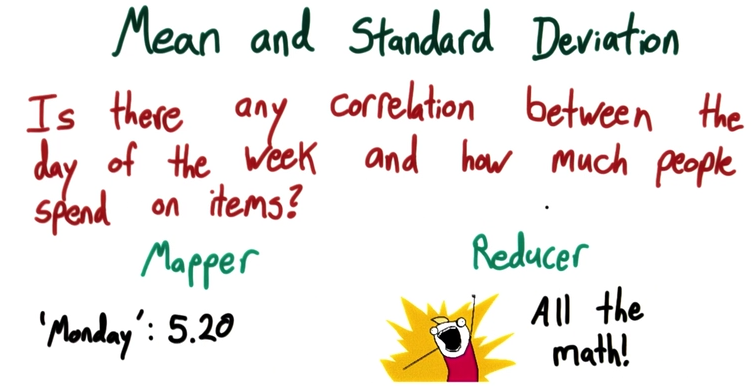 Mean and Standard Deviation
Is there any correlation between the
day of the week and how much people
spend on items?
Mapper
Reducer
'Monday': 5.20
All the
math!